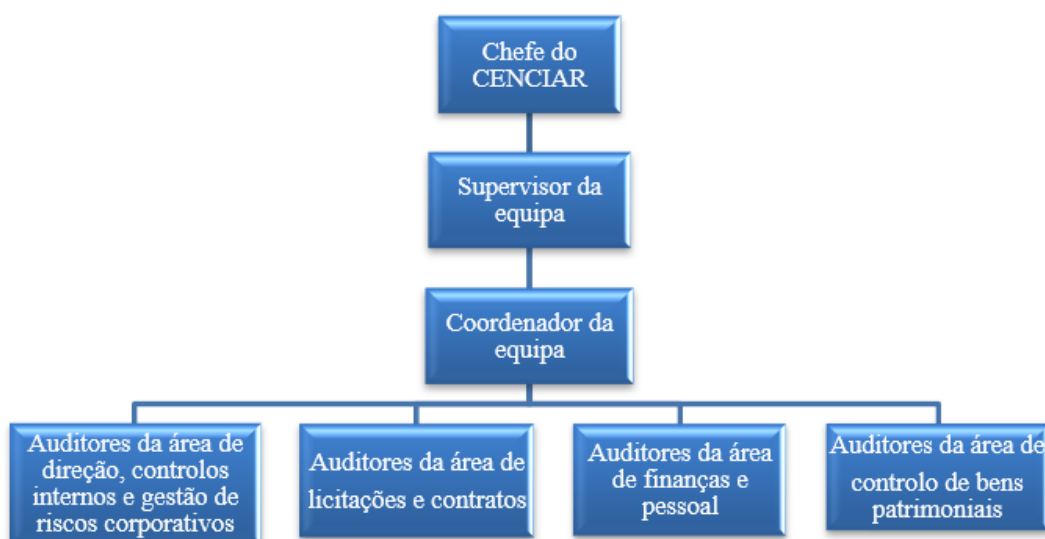 Chefe do
CENCIAR
Supervisor da
equipa
Coordenador da
equipa
Auditores da área de
direção, controlos
internos e gestão de
riscos corporativos
Auditores da área de
licitações e contratos
Auditores da área
de finanças e
pessoal
Auditores da área de
controlo de bens
patrimoniais